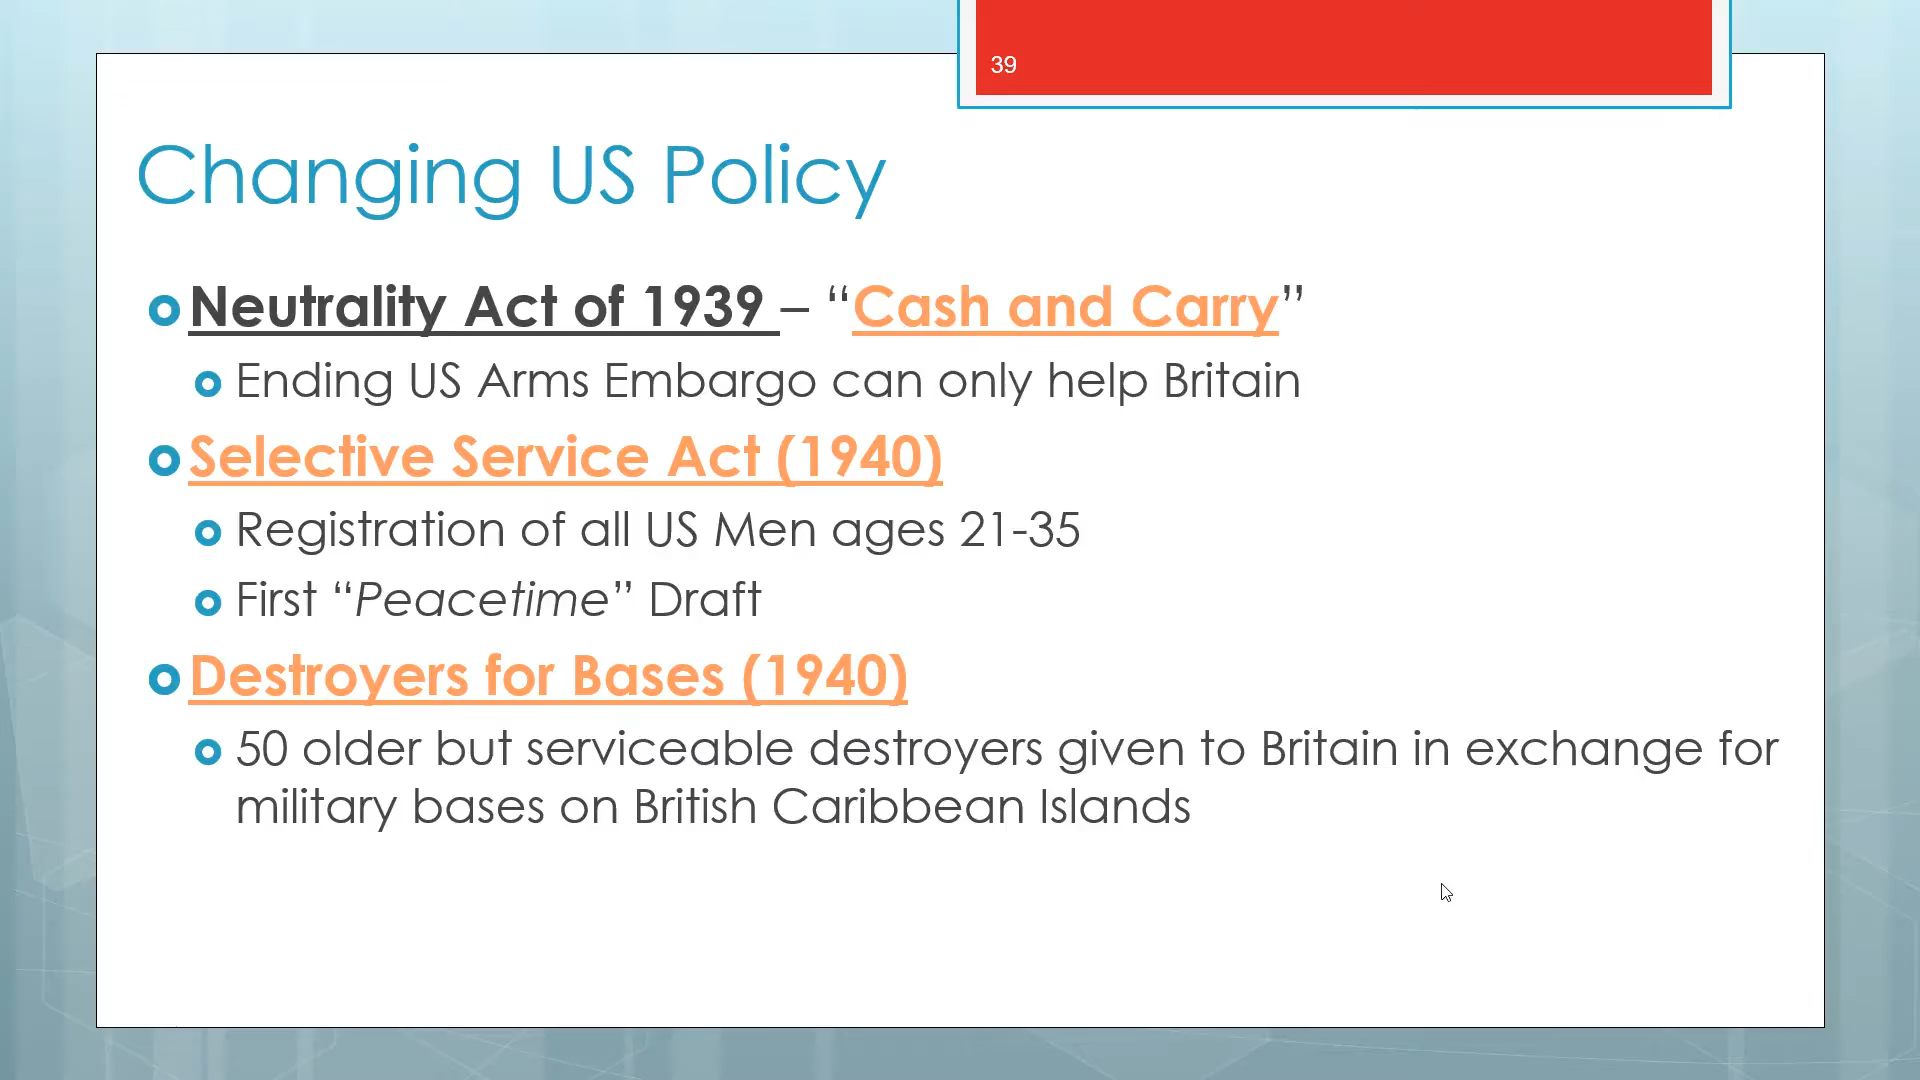 39
Changing US Policy
Neutrality Act of 1939 – “Cash and Carry”
Ending US Arms Embargo can only help Britain
Selective Service Act (1940)
Registration of all US Men ages 21-35
First “Peacetime” Draft
Destroyers for Bases (1940)
50 older but serviceable destroyers given to Britain in exchange for
military bases on British Caribbean Islands